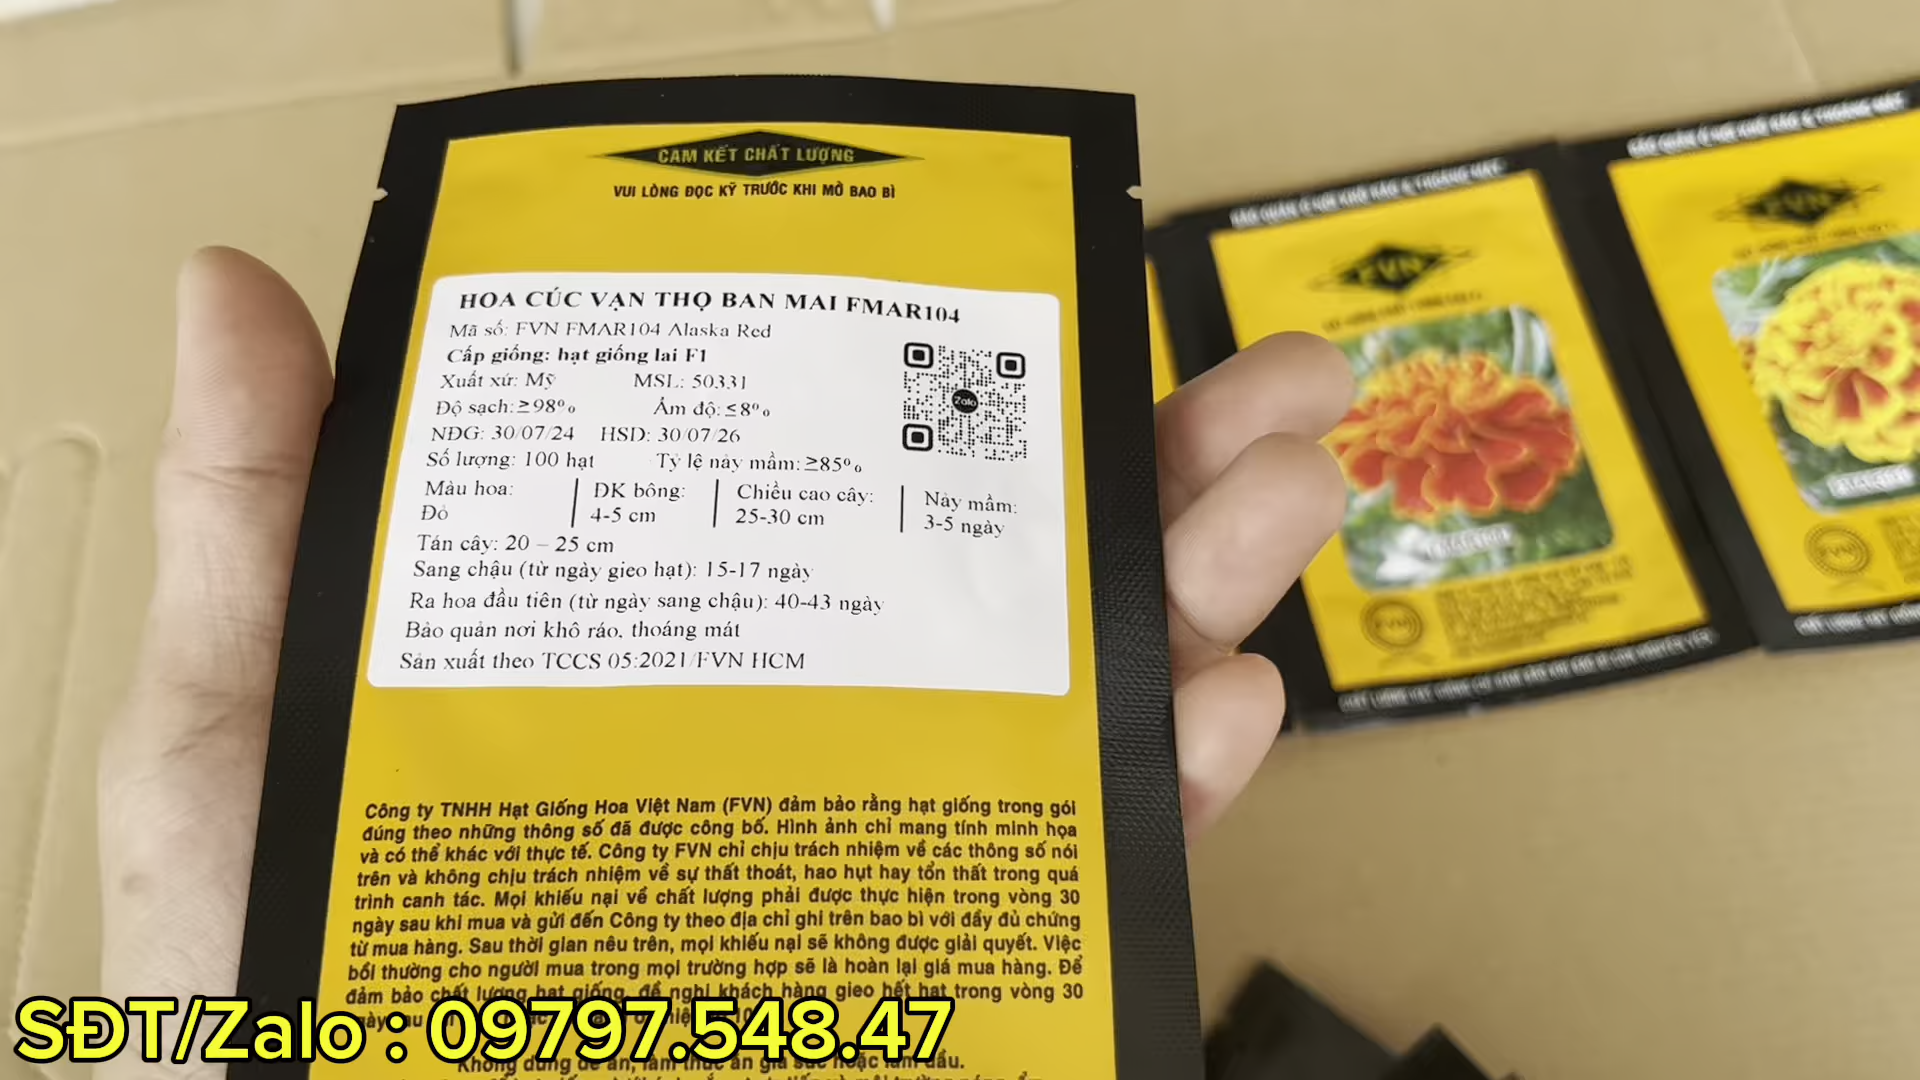 CAM KẾT CHẤT LƯỢNG
VUI LÒNG ĐỌC KỸ TRƯỚC KHI MỞ BAO BÌ
HOA CÚC VẠN THỌ BAN MAI FMAR104
Mã số: FVN FMAR104 Alaska Red
Cấp giống: hạt giống lai F1
Xuất xứ: Mỹ MSL: 50331
Độ sạch: ≥98% Ẩm độ: ≤8%
NĐG: 30/07/24 HSD: 30/07/26
Số lượng: 100 hạt Tỷ lệ nảy mầm: ≥85%
Zalo
Màu hoa: ĐK bông: Chiều cao cây: Nảy mầm:
Đỏ 4-5 cm 25-30 cm 3-5 ngày
Tán cây: 20 – 25 cm
Sang chậu (từ ngày gieo hạt): 15-17 ngày
Ra hoa đầu tiên (từ ngày sang chậu): 40-43 ngày
Bảo quản nơi khô ráo, thoáng mát
Sản xuất theo TCCS 05:2021/FVN HCM
Công ty TNHH Hạt Giống Hoa Việt Nam (FVN) đảm bảo rằng hạt giống trong gói
đúng theo những thông số đã được công bố. Hình ảnh chỉ mang tính minh họa
và có thể khác với thực tế. Công ty FVN chỉ chịu trách nhiệm về các thông số nói
trên và không chịu trách nhiệm về sự thất thoát, hao hụt hay tổn thất trong quá
trình canh tác. Mọi khiếu nại về chất lượng phải được thực hiện trong vòng 30
ngày sau khi mua và gửi đến Công ty theo địa chỉ ghi trên bao bì với đầy đủ chứng
từ mua hàng. Sau thời gian nêu trên, mọi khiếu nại sẽ không được giải quyết. Việc
bồi thường cho người mua trong mọi trường hợp sẽ là hoàn lại giá mua hàng. Để
đảm bảo chất lượng hạt giống, đề nghị khách hàng gieo hết hạt trong vòng 30
SĐT/Zalo : 09797.548.47
FVN
FVN
FVN
FVN